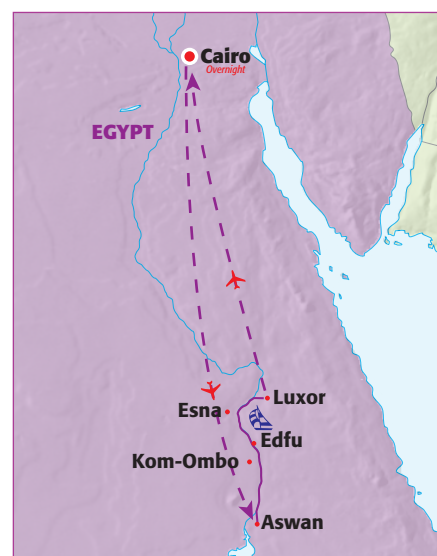 Cairo
Overnight
EGYPT
Luxor
Esna
Edfu
Kom-Ombo
Aswan